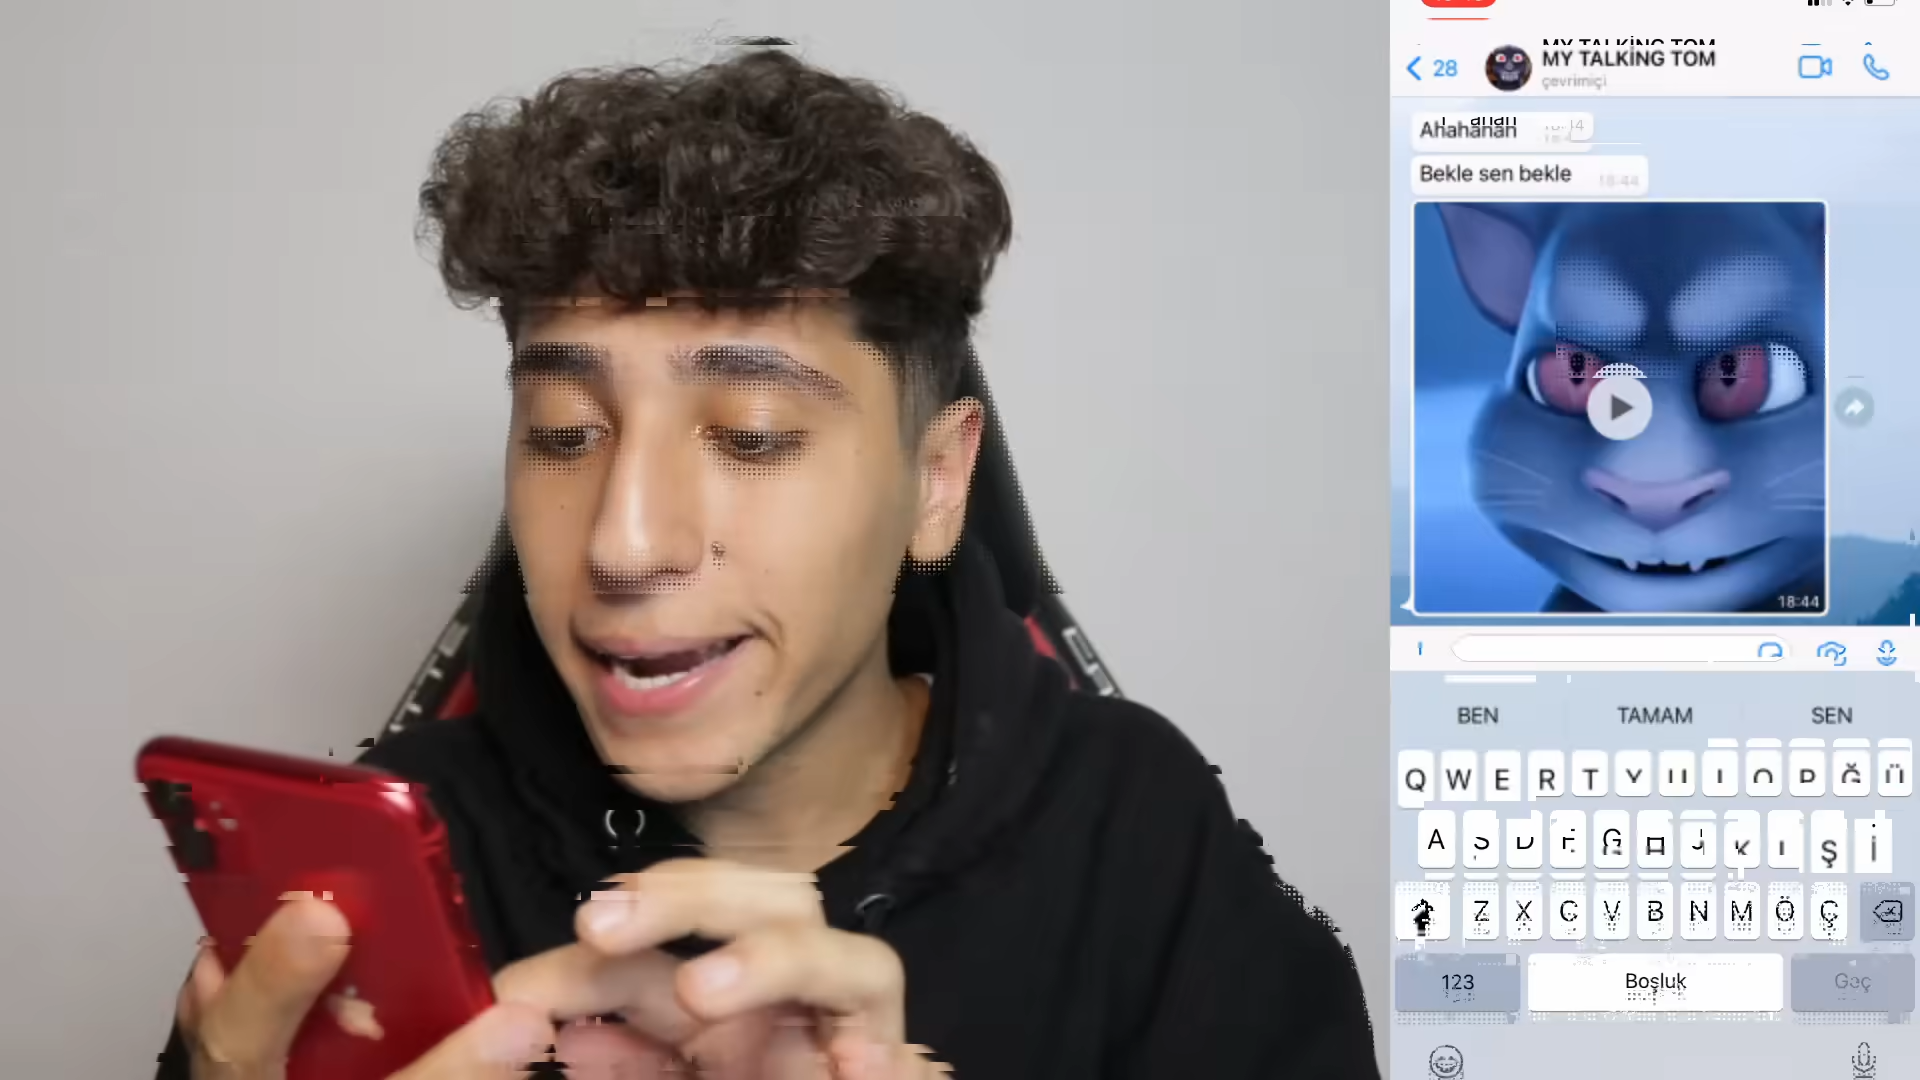 28
MY TALKİNG TOM
çevrimiçi
Ahahahah
Bekle sen bekle 18:44
18:44
BEN TAMAM SEN
Q W E R T Y U I O P Ğ Ü
A S D F G H J K L Ş İ
Z X C V B N M Ö Ç
123 Boşluk Geç